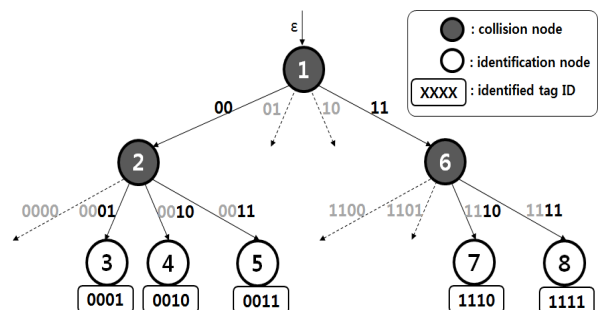 ε
: collision node
: identification node
XXXX : identified tag ID
1
00 01 10 11
2 6
0000 0001 0010 0011 1100 1101 1110 1111
3 4 5 7 8
0001 0010 0011 1110 1111